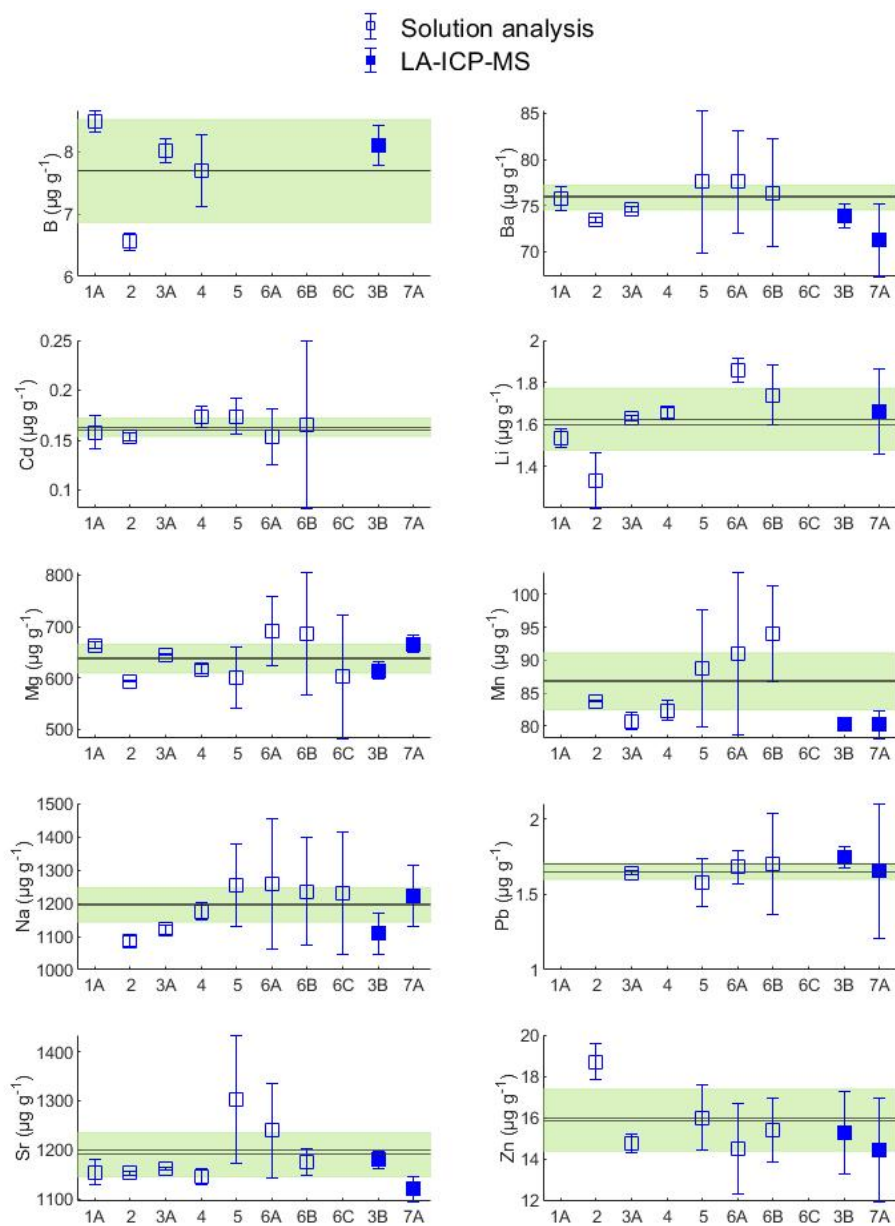 Solution analysis
LA-ICP-MS
B (µg g⁻¹)
8
7
6
1A 2 3A 4 5 6A 6B 6C 3B 7A
Ba (µg g⁻¹)
85
80
75
70
1A 2 3A 4 5 6A 6B 6C 3B 7A
Cd (µg g⁻¹)
0.25
0.2
0.15
0.1
1A 2 3A 4 5 6A 6B 6C 3B 7A
Li (µg g⁻¹)
2
1.8
1.6
1.4
1A 2 3A 4 5 6A 6B 6C 3B 7A
Mg (µg g⁻¹)
800
700
600
500
1A 2 3A 4 5 6A 6B 6C 3B 7A
Mn (µg g⁻¹)
100
95
90
85
80
1A 2 3A 4 5 6A 6B 6C 3B 7A
Na (µg g⁻¹)
1500
1400
1300
1200
1100
1000
1A 2 3A 4 5 6A 6B 6C 3B 7A
Pb (µg g⁻¹)
2
1.5
1
1A 2 3A 4 5 6A 6B 6C 3B 7A
Sr (µg g⁻¹)
1400
1300
1200
1100
1A 2 3A 4 5 6A 6B 6C 3B 7A
Zn (µg g⁻¹)
20
18
16
14
12
1A 2 3A 4 5 6A 6B 6C 3B 7A